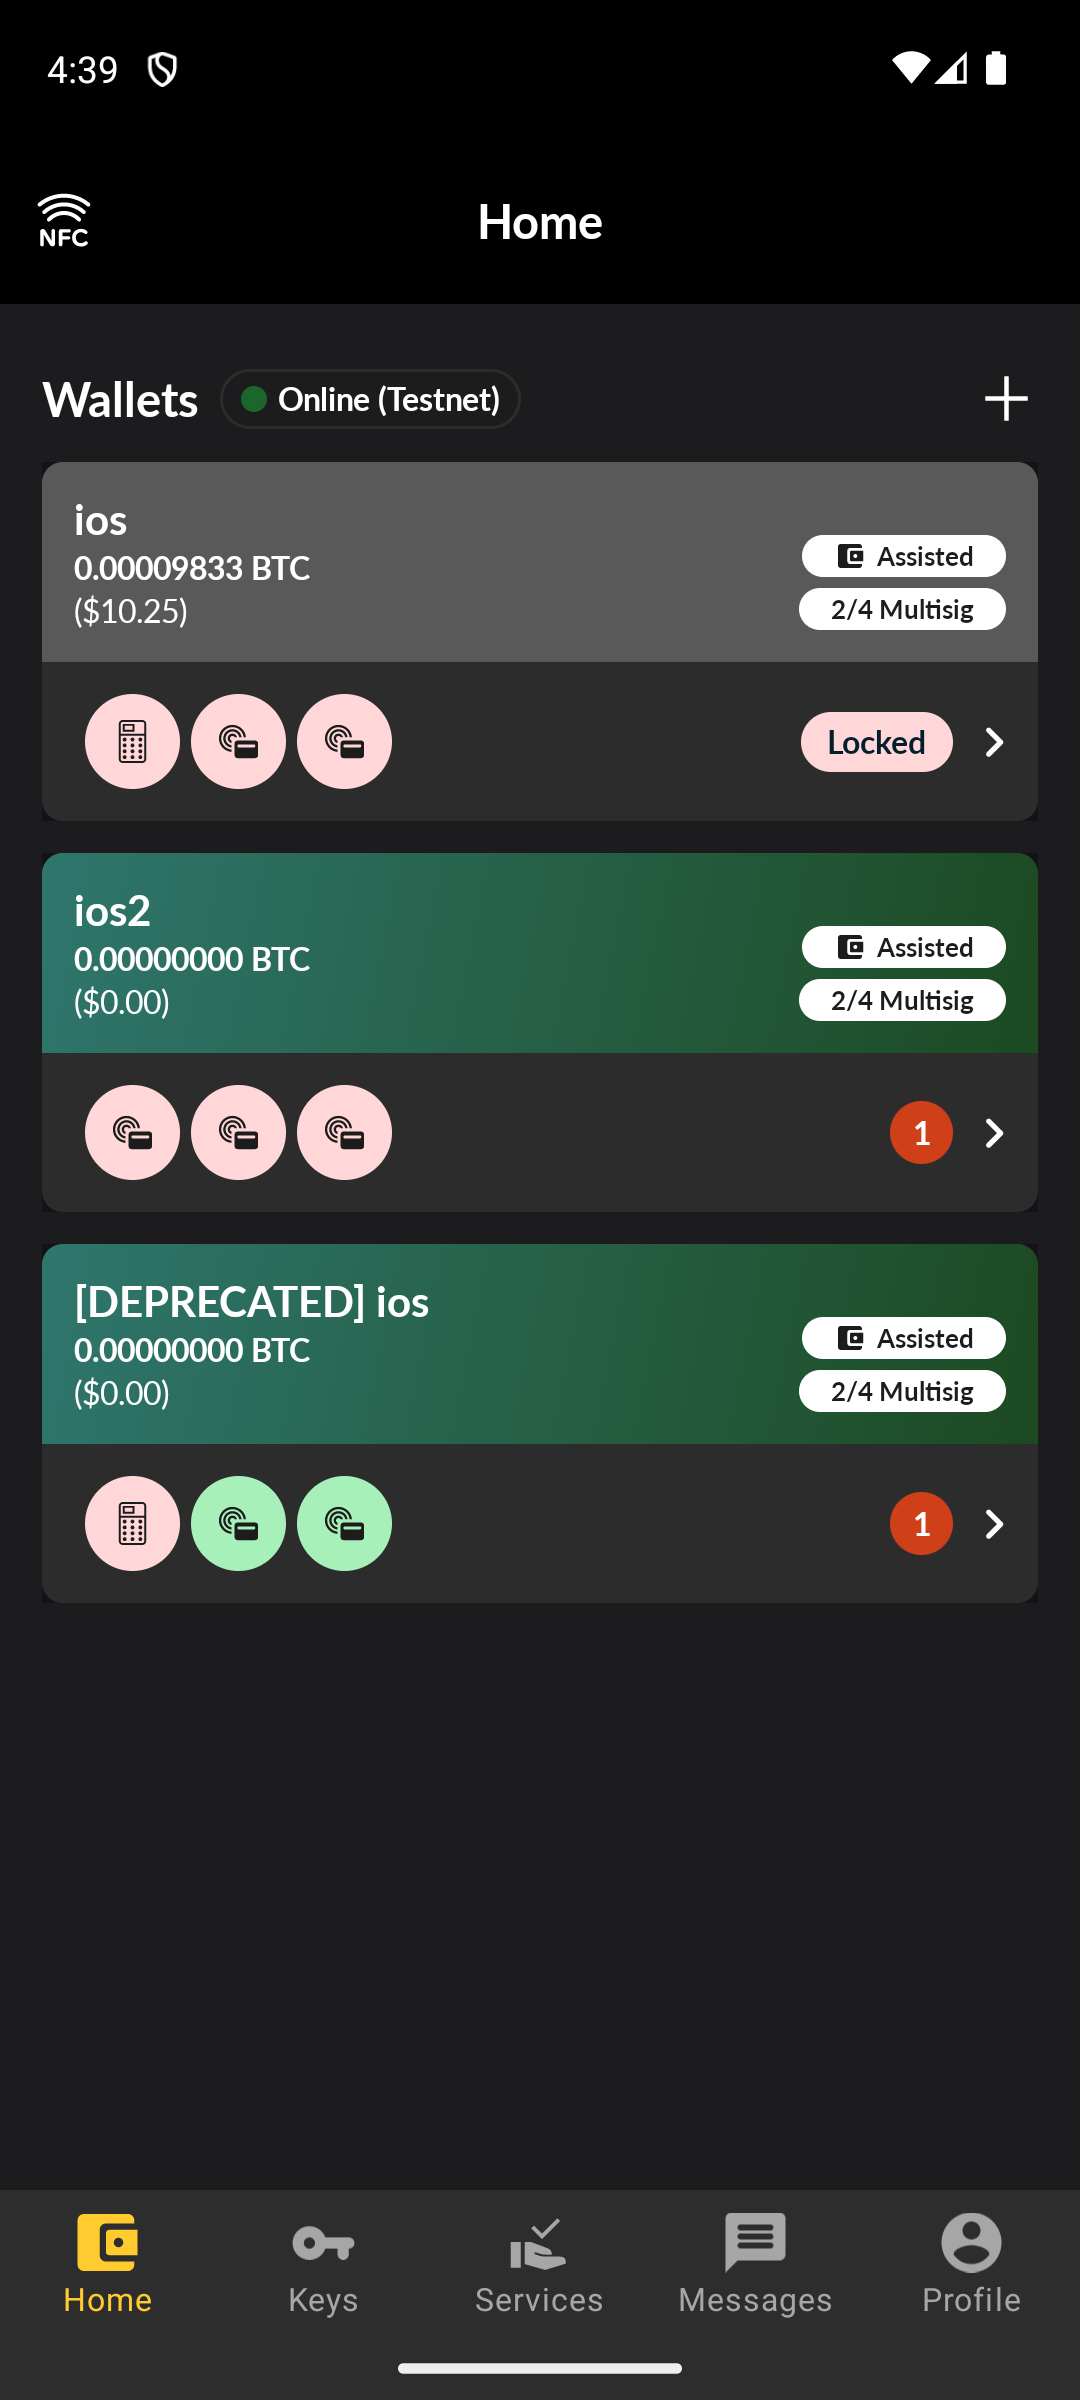 4:39
NFC
Home
Wallets
Online (Testnet)
ios
0.00009833 BTC
($10.25)
Assisted
2/4 Multisig
Locked
ios2
0.00000000 BTC
($0.00)
Assisted
2/4 Multisig
1
[DEPRECATED] ios
0.00000000 BTC
($0.00)
Assisted
2/4 Multisig
1
Home
Keys
Services
Messages
Profile